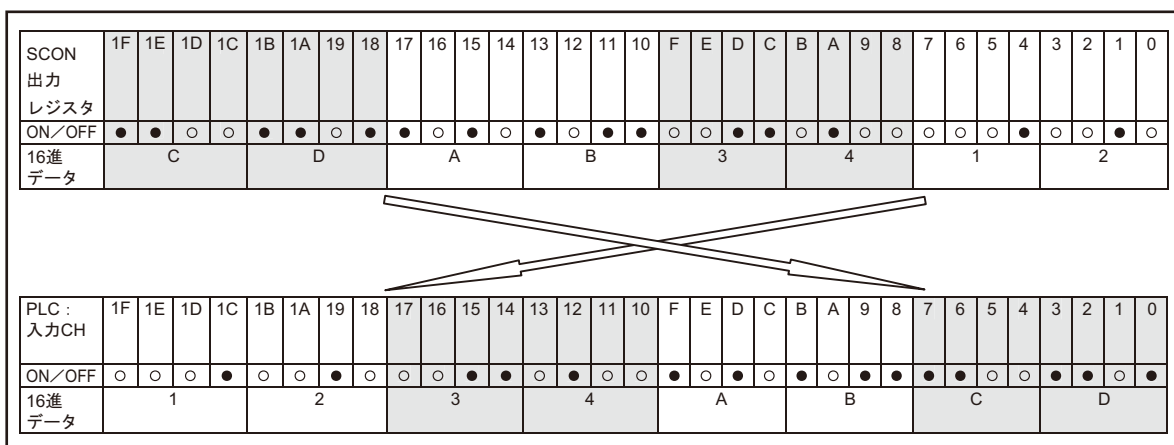 SCON 出力 レジスタ 1F 1E 1D 1C 1B 1A 19 18 17 16 15 14 13 12 11 10 F E D C B A 9 8 7 6 5 4 3 2 1 0
ON／OFF ● ● ○ ○ ● ● ○ ● ● ○ ● ○ ● ○ ● ● ○ ○ ● ● ○ ● ○ ○ ○ ○ ○ ● ○ ○ ● ○
16進 データ C D A B 3 4 1 2
PLC： 入力CH 1F 1E 1D 1C 1B 1A 19 18 17 16 15 14 13 12 11 10 F E D C B A 9 8 7 6 5 4 3 2 1 0
ON／OFF ○ ○ ○ ● ○ ○ ● ○ ○ ○ ● ● ○ ● ○ ○ ● ○ ● ○ ● ○ ● ● ● ● ○ ○ ● ● ○ ●
16進 データ 1 2 3 4 A B C D